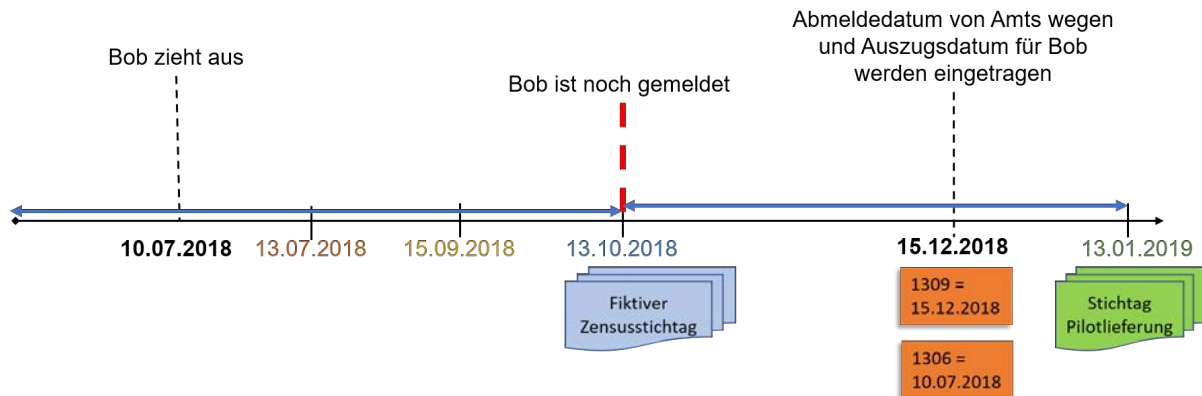 Abmeldedatum von Amts wegen
und Auszugsdatum für Bob
werden eingetragen
Bob zieht aus
Bob ist noch gemeldet
10.07.2018
13.07.2018
15.09.2018
13.10.2018
15.12.2018
13.01.2019
Fiktiver
Zensusstichtag
1309 =
15.12.2018
1306 =
10.07.2018
Stichtag
Pilotlieferung